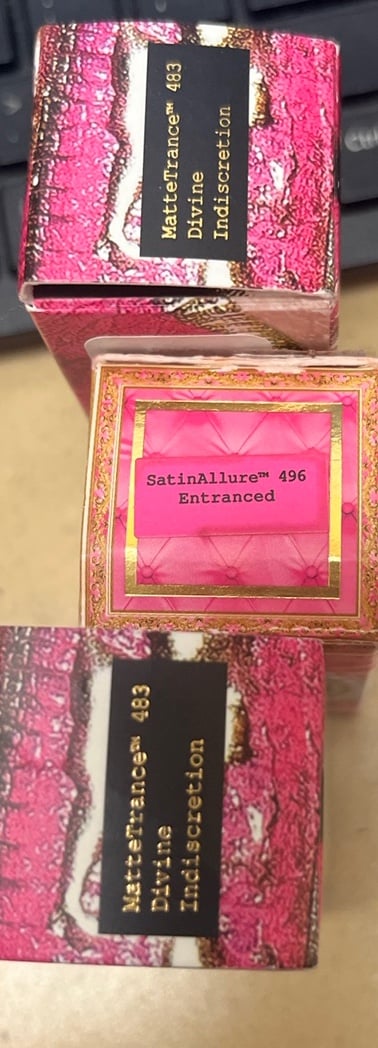 MatteTrance™ 483
Divine
Indiscretion
SatinAllure™ 496
Entranced
MatteTrance™ 483
Divine
Indiscretion